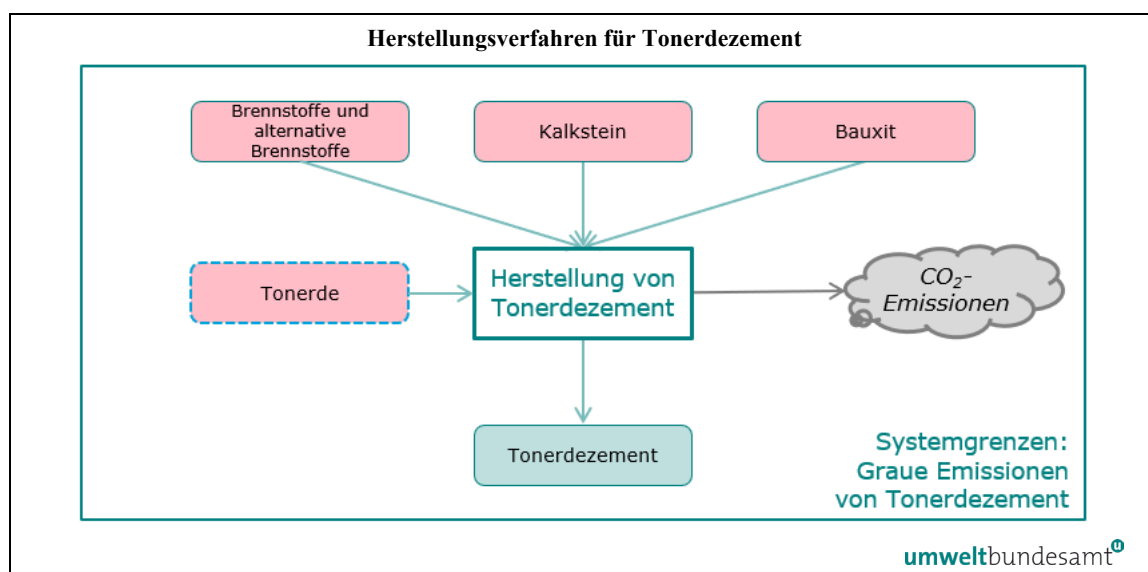 Herstellungsverfahren für Tonerdezement
Brennstoffe und
alternative
Brennstoffe
Kalkstein
Bauxit
Tonerde
Herstellung von
Tonerdezement
CO₂-
Emissionen
Tonerdezement
Systemgrenzen:
Graue Emissionen
von Tonerdezement
umweltbundesamt
u